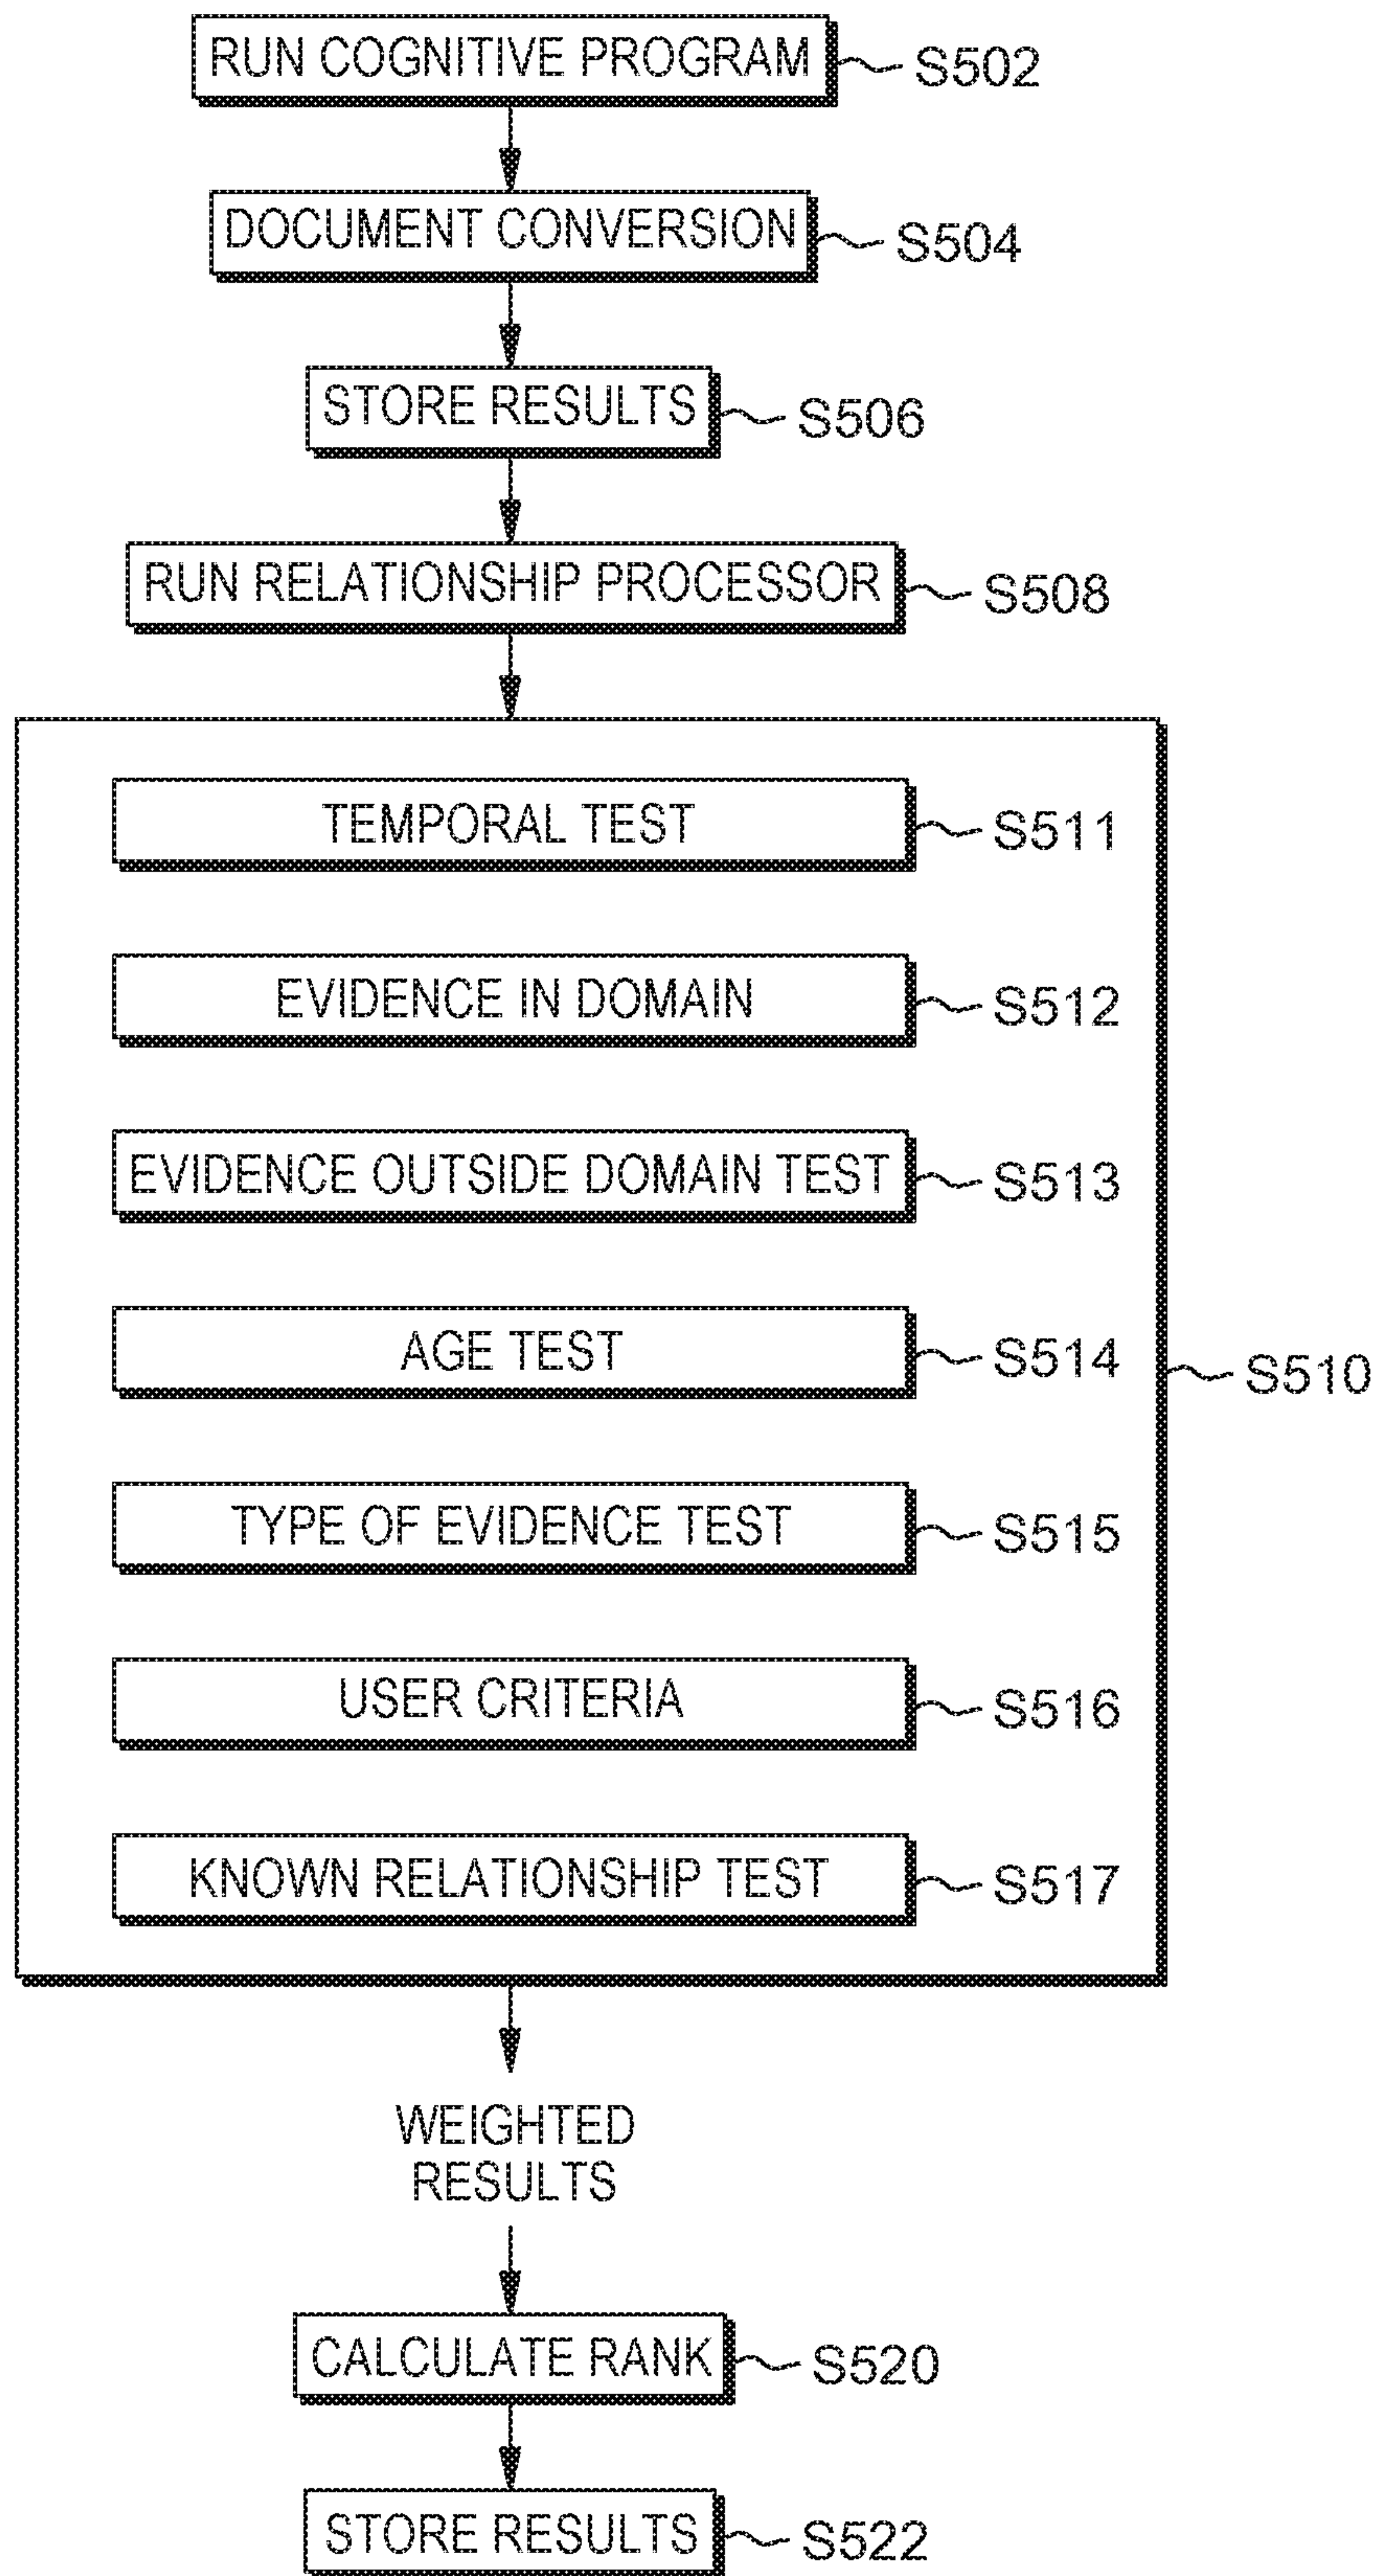 RUN COGNITIVE PROGRAM S502
DOCUMENT CONVERSION S504
STORE RESULTS S506
RUN RELATIONSHIP PROCESSOR S508
TEMPORAL TEST S511
EVIDENCE IN DOMAIN S512
EVIDENCE OUTSIDE DOMAIN TEST S513
AGE TEST S514
S510
TYPE OF EVIDENCE TEST S515
USER CRITERIA S516
KNOWN RELATIONSHIP TEST S517
WEIGHTED
RESULTS
CALCULATE RANK S520
STORE RESULTS S522